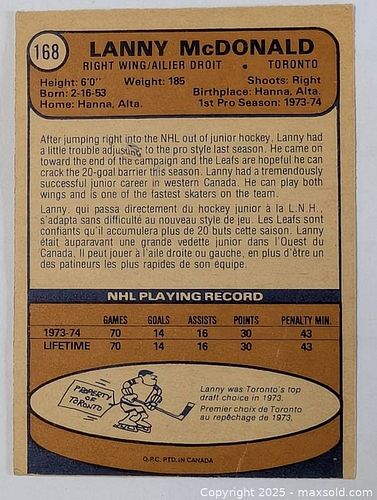 168
LANNY McDONALD
RIGHT WING/AILIER DROIT • TORONTO
Height: 6'0" Weight: 185 Shoots: Right
Born: 2-16-53 Birthplace: Hanna, Alta.
Home: Hanna, Alta. 1st Pro Season: 1973-74
After jumping right into the NHL out of junior hockey, Lanny had
a little trouble adjusting to the pro style last season. He came on
toward the end of the campaign and the Leafs are hopeful he can
crack the 20-goal barrier this season. Lanny had a tremendously
successful junior career in western Canada. He can play both
wings and is one of the fastest skaters on the team.
Lanny, qui passa directement du hockey junior à la L.N.H.,
s'adapta sans difficulté au nouveau style de jeu. Les Leafs sont
confiants qu'il accumulera plus de 20 buts cette saison. Lanny
était auparavant une grande vedette junior dans l'Ouest du
Canada. Il peut jouer à l'aile droite ou gauche, en plus d'être un
des patineurs les plus rapides de son équipe.
NHL PLAYING RECORD
GAMES GOALS ASSISTS POINTS PENALTY MIN.
1973-74 70 14 16 30 43
LIFETIME 70 14 16 30 43
PROPERTY
OF
TORONTO
Lanny was Toronto's top
draft choice in 1973.
Premier choix de Toronto
au repêchage de 1973.
O.P.C. PTD. IN CANADA
Copyright 2025 - maxsold.com